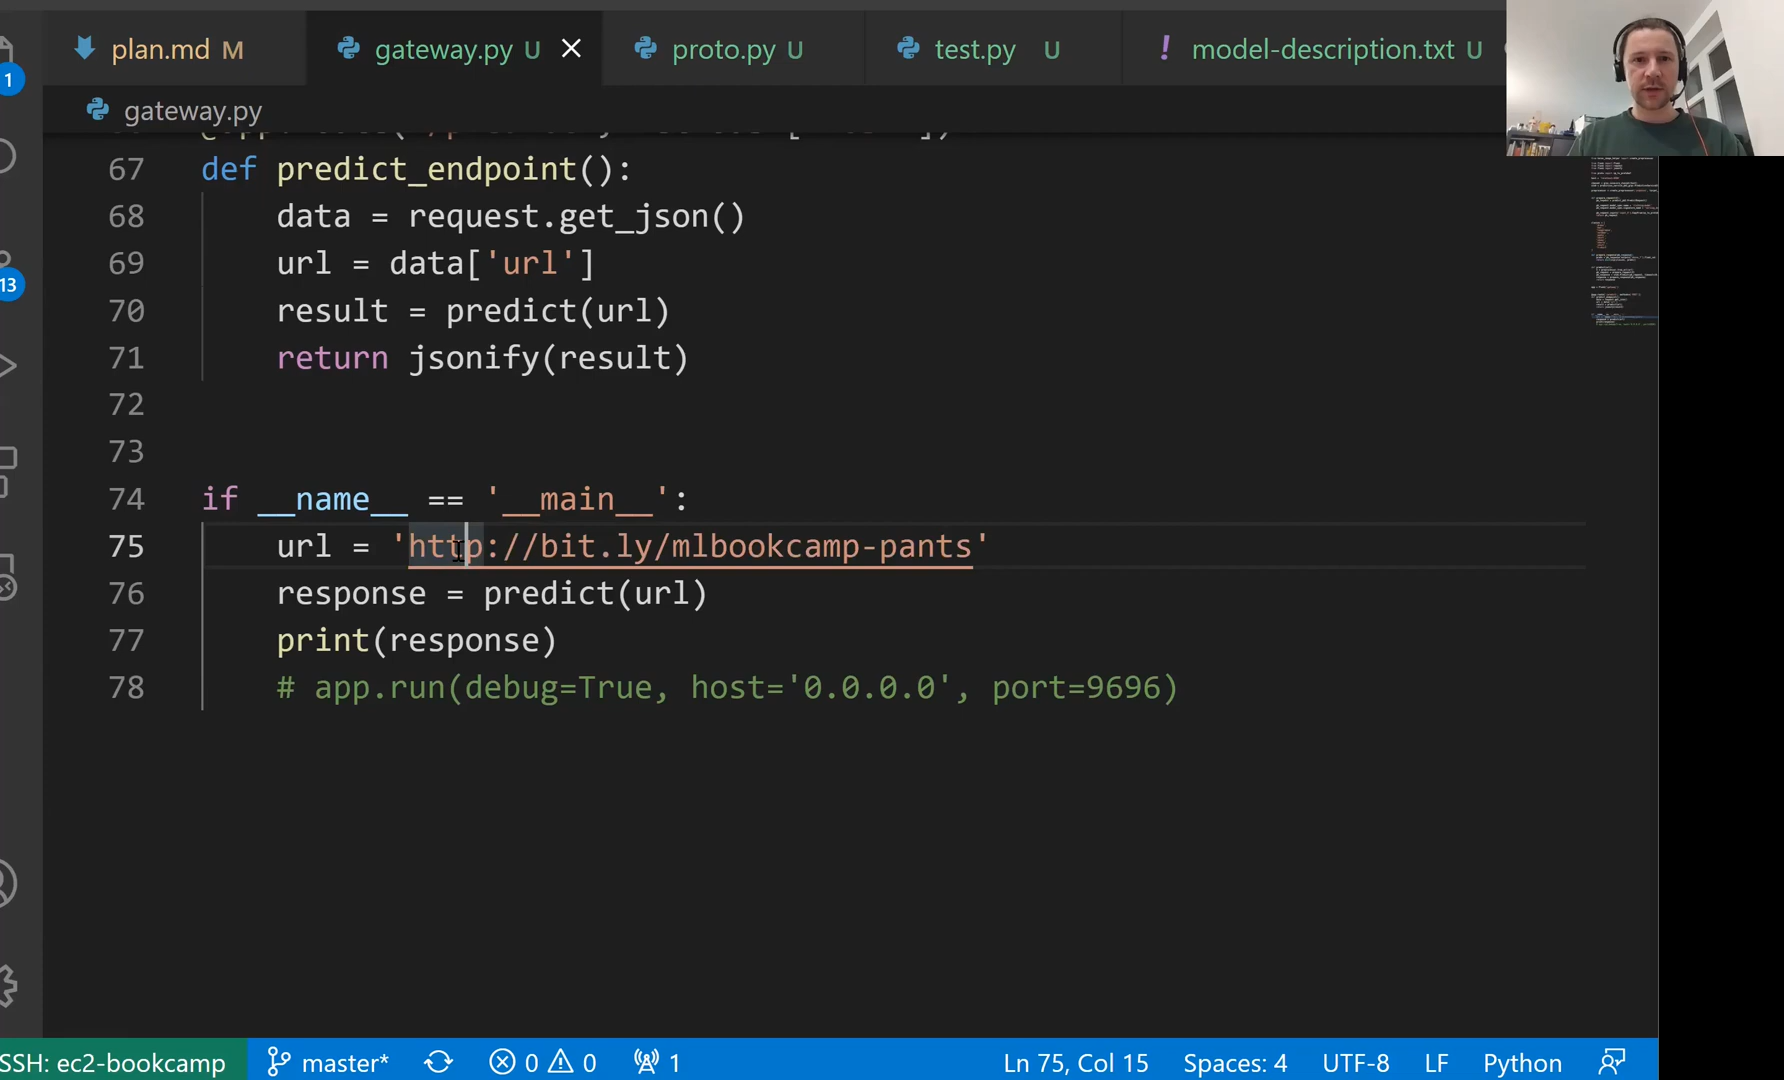 plan.md M
gateway.py U
proto.py U
test.py U
! model-description.txt U
1
gateway.py
67 def predict_endpoint():
68 data = request.get_json()
69 url = data['url']
13
70 result = predict(url)
71 return jsonify(result)
72
73
74 if __name__ == '__main__':
75 url = 'http://bit.ly/mlbookcamp-pants'
76 response = predict(url)
77 print(response)
78 # app.run(debug=True, host='0.0.0.0', port=9696)
SSH: ec2-bookcamp master* 0 0 1 Ln 75, Col 15 Spaces: 4 UTF-8 LF Python